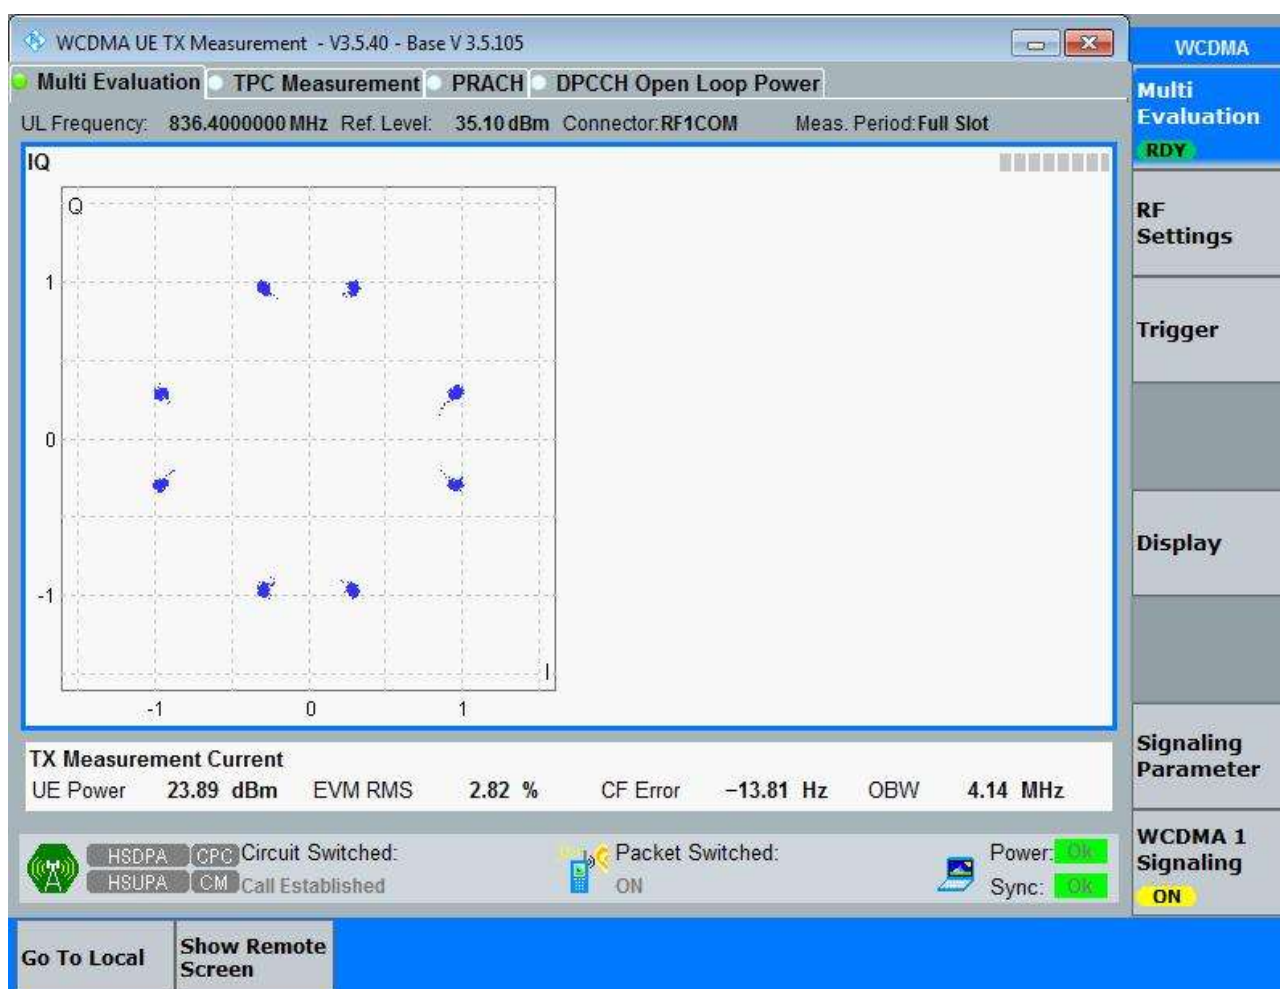 WCDMA UE TX Measurement - V3.5.40 - Base V 3.5.105
WCDMA
Multi Evaluation TPC Measurement PRACH DPCCH Open Loop Power
Multi
Evaluation
RDY
UL Frequency: 836.4000000 MHz Ref. Level: 35.10 dBm Connector: RF1COM Meas. Period: Full Slot
IQ
Q
1
0
-1
I
-1 0 1
RF
Settings
Trigger
Display
Signaling
Parameter
TX Measurement Current
UE Power 23.89 dBm EVM RMS 2.82 % CF Error −13.81 Hz OBW 4.14 MHz
HSDPA CPC Circuit Switched: Packet Switched: Power: Ok
HSUPA CM Call Established ON Sync: Ok
WCDMA 1
Signaling
ON
Go To Local
Show Remote
Screen